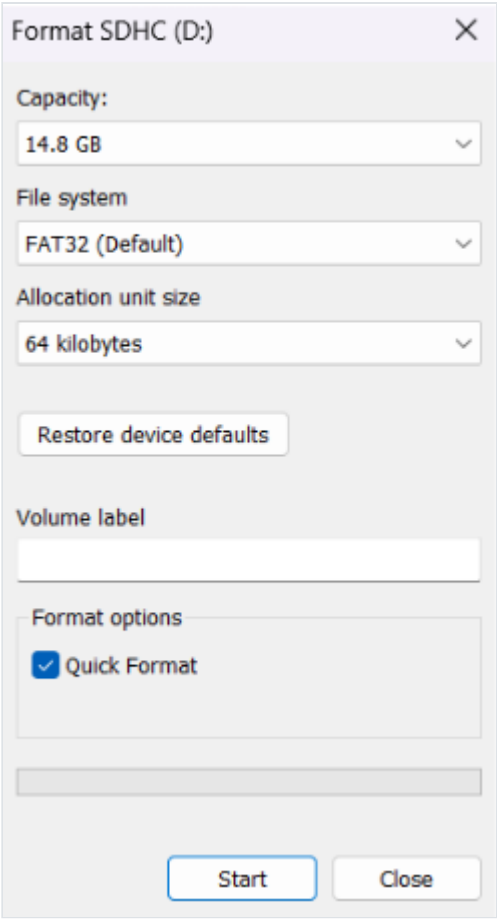 Format SDHC (D:)
Capacity:
14.8 GB
File system
FAT32 (Default)
Allocation unit size
64 kilobytes
Restore device defaults
Volume label
Format options
Quick Format
Start Close